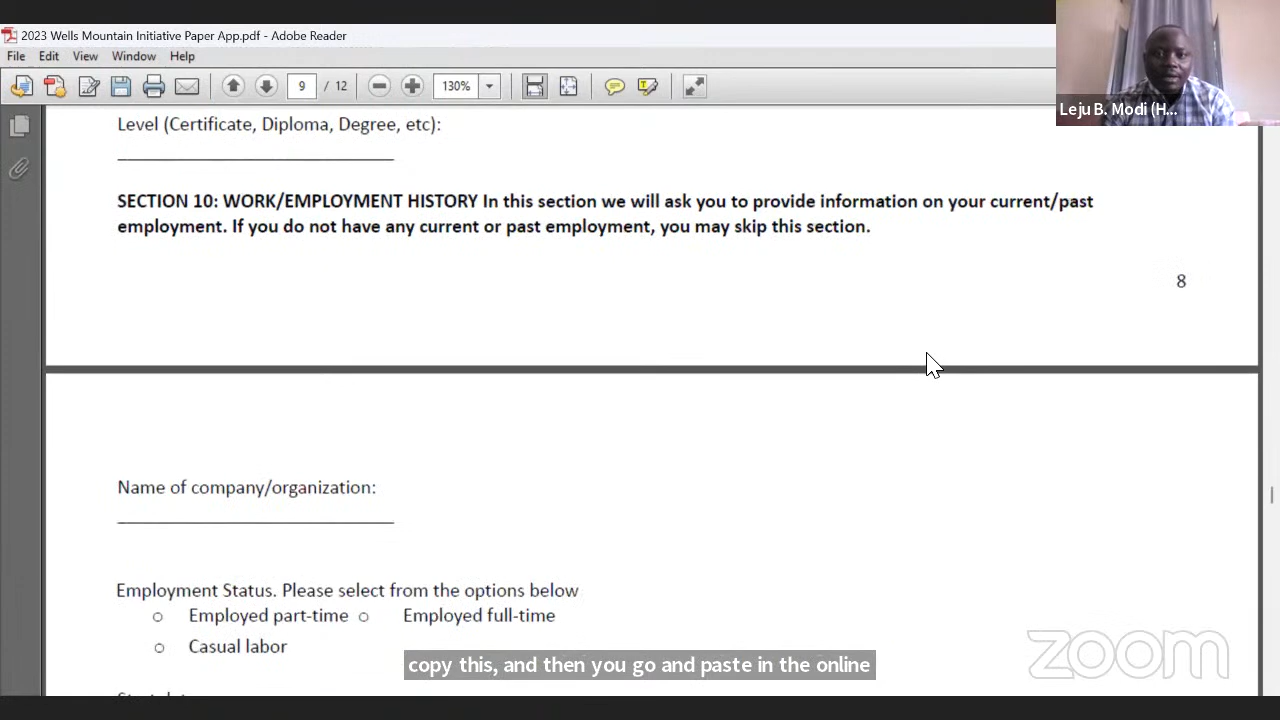 2023 Wells Mountain Initiative Paper App.pdf - Adobe Reader
File Edit View Window Help
9 / 12 130%
Leju B. Modi (H...
Level (Certificate, Diploma, Degree, etc):
SECTION 10: WORK/EMPLOYMENT HISTORY In this section we will ask you to provide information on your current/past
employment. If you do not have any current or past employment, you may skip this section.
8
Name of company/organization:
Employment Status. Please select from the options below
Employed part-time Employed full-time
Casual labor
copy this, and then you go and paste in the online
zoom